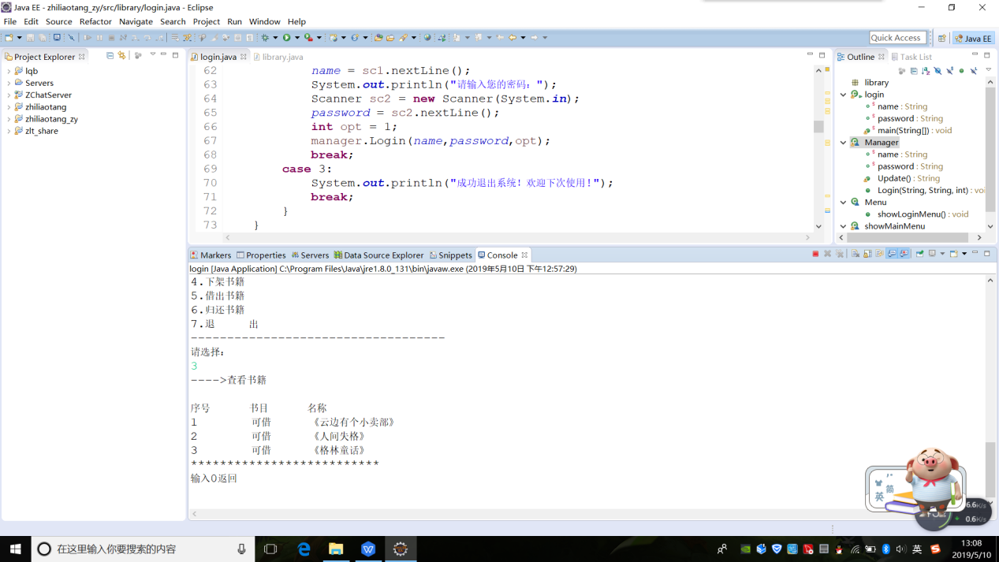 Java EE - zhiliaotang_zy/src/library/login.java - Eclipse
File Edit Source Refactor Navigate Search Project Run Window Help
Quick Access
Java EE
Project Explorer
lqb
Servers
ZChatServer
zhiliaotang
zhiliaotang_zy
zlt_share
login.java library.java
62 name = sc1.nextLine();
63 System.out.println("请输入您的密码：");
64 Scanner sc2 = new Scanner(System.in);
65 password = sc2.nextLine();
66 int opt = 1;
67 manager.Login(name,password,opt);
68 break;
69 case 3:
70 System.out.println("成功退出系统！欢迎下次使用！");
71 break;
72 }
73 }
Outline Task List
library
login
name : String
password : String
main(String[]) : void
Manager
name : String
password : String
Update() : String
Login(String, String, int) : voi
Menu
showLoginMenu() : void
showMainMenu
Markers Properties Servers Data Source Explorer Snippets Console
login [Java Application] C:\Program Files\Java\jre1.8.0_131\bin\javaw.exe (2019年5月10日 下午12:57:29)
4.下架书籍
5.借出书籍
6.归还书籍
7.退 出
-----------------------------------
请选择：
3
---->查看书籍
序号 书目 名称
1 可借 《云边有个小卖部》
2 可借 《人间失格》
3 可借 《格林童话》
**************************
输入0返回
英 简
6.6K/s
0.6K/s
在这里输入你要搜索的内容
英
13:08
2019/5/10